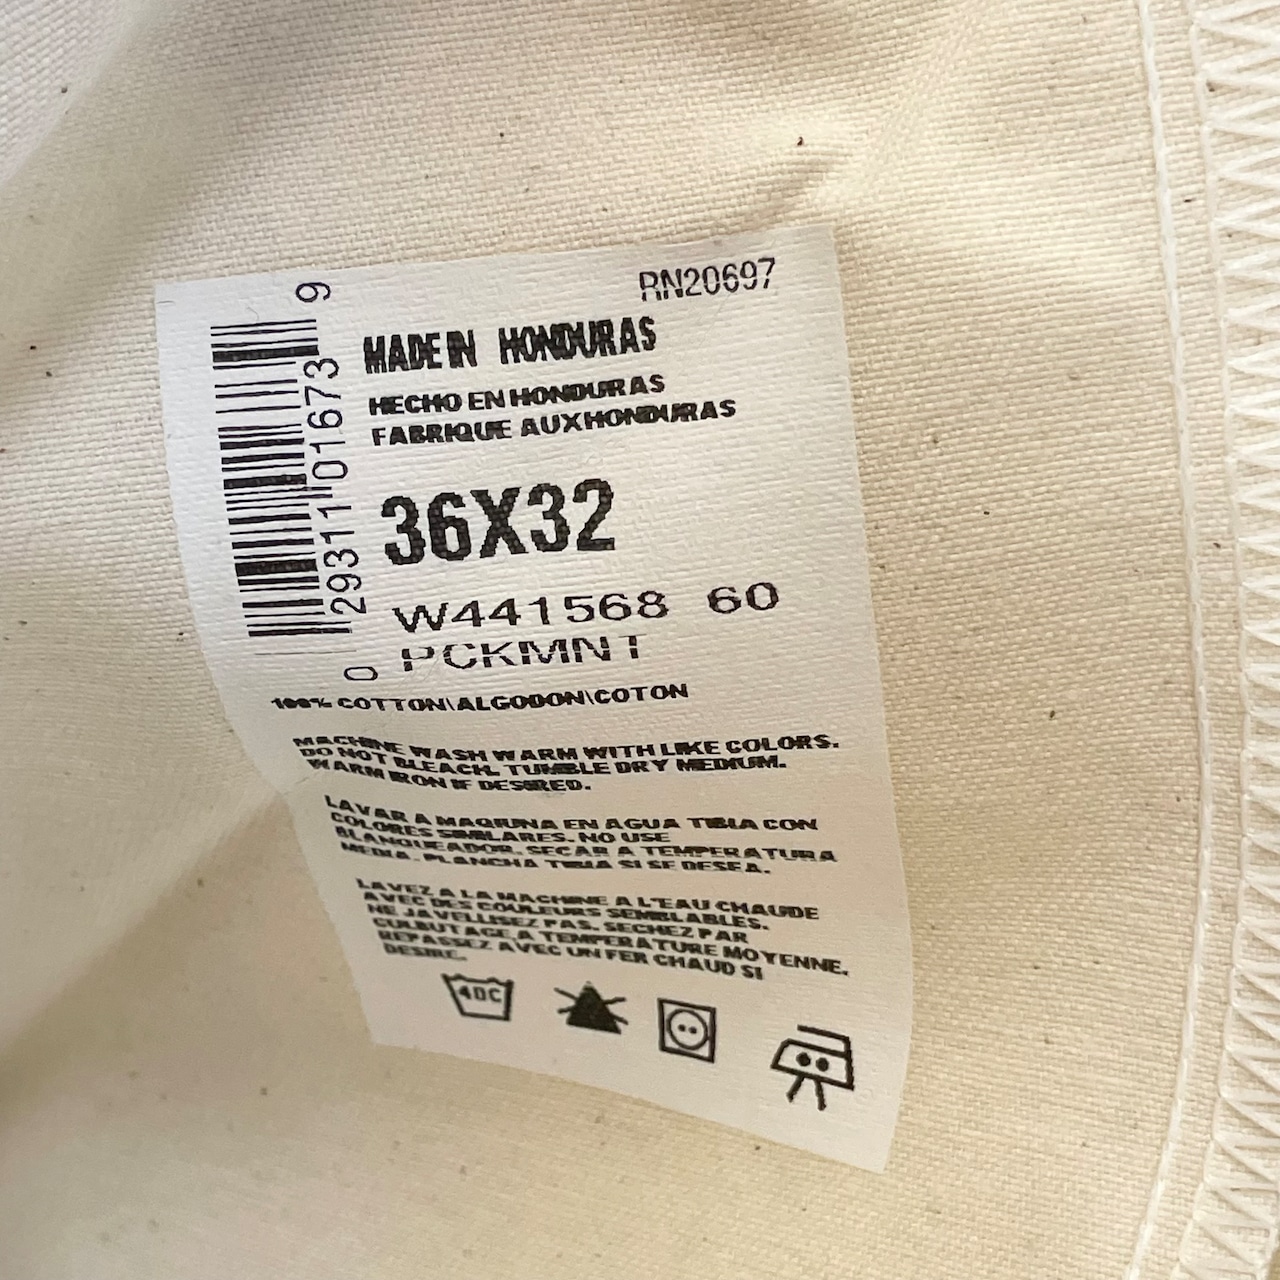 RN20697
MADE IN HONDURAS
HECHO EN HONDURAS
FABRIQUE AUX HONDURAS
36X32
W441568 60
PCKMNT
100% COTTON\ALGODON\COTON
MACHINE WASH WARM WITH LIKE COLORS.
DO NOT BLEACH. TUMBLE DRY MEDIUM.
WARM IRON IF DESIRED.
LAVAR A MAQUINA EN AGUA TIBIA CON
COLORES SIMILARES. NO USE
BLANQUEADOR. SECAR A TEMPERATURA
MEDIA. PLANCHA TIBIA SI SE DESEA.
LAVEZ A LA MACHINE A L'EAU CHAUDE
AVEC DES COULEURS SEMBLABLES.
NE JAVELLISEZ PAS. SECHEZ PAR
CULBUTAGE A TEMPERATURE MOYENNE.
REPASSEZ AVEC UN FER CHAUD SI
DESIRE.
40C
0 29311 01673 9